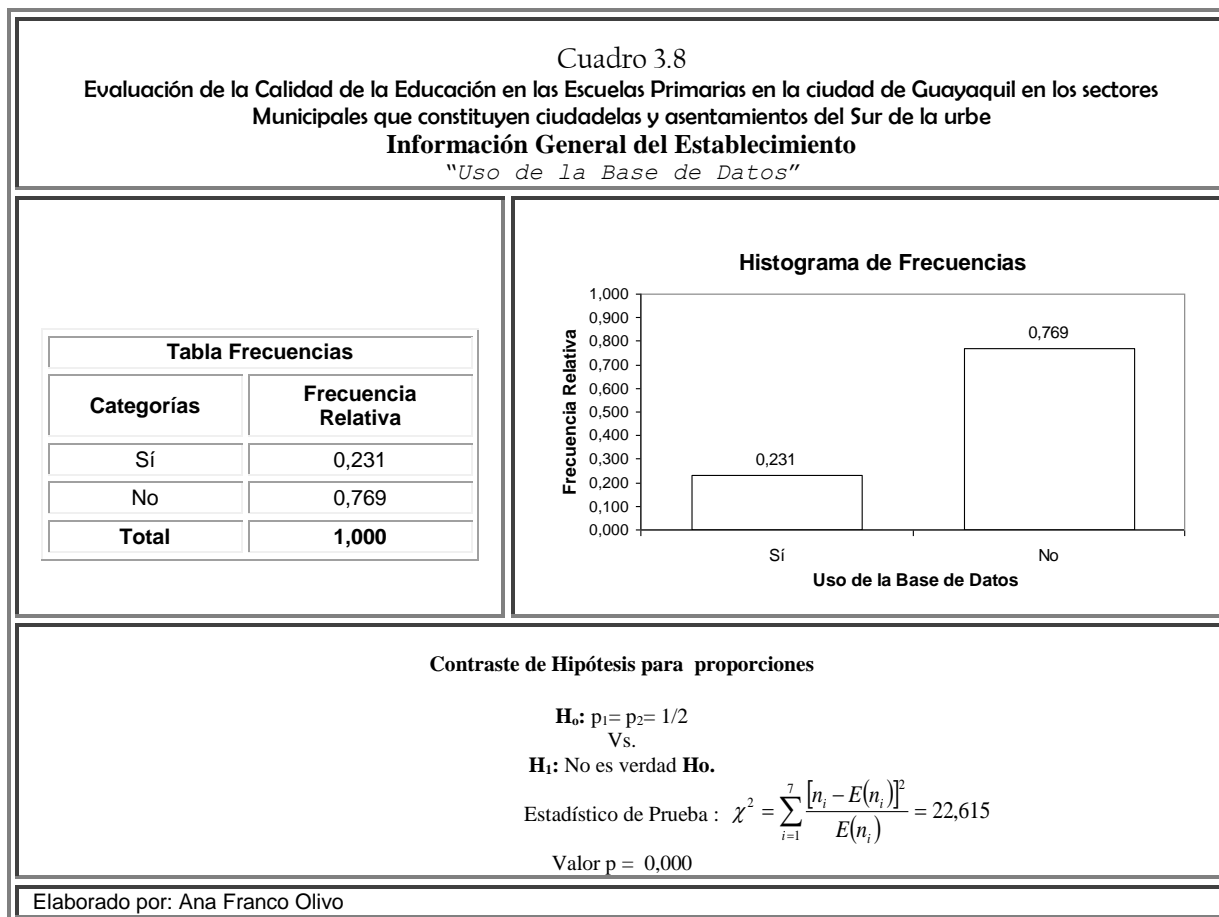 Cuadro 3.8
Evaluación de la Calidad de la Educación en las Escuelas Primarias en la ciudad de Guayaquil en los sectores
Municipales que constituyen ciudadelas y asentamientos del Sur de la urbe
Información General del Establecimiento
"Uso de la Base de Datos"
Tabla Frecuencias
Categorías Frecuencia Relativa
Sí 0,231
No 0,769
Total 1,000
Histograma de Frecuencias
1,000
0,900
0,800
0,700
0,600
0,500
0,400
0,300
0,200
0,100
0,000
Frecuencia Relativa
0,231
0,769
Sí No
Uso de la Base de Datos
Contraste de Hipótesis para proporciones
Ho: p1= p2= 1/2
Vs.
H1: No es verdad Ho.
Estadístico de Prueba : χ² = ∑_{i=1}^{7} [n_i − E(n_i)]² / E(n_i) = 22,615
Valor p = 0,000
Elaborado por: Ana Franco Olivo